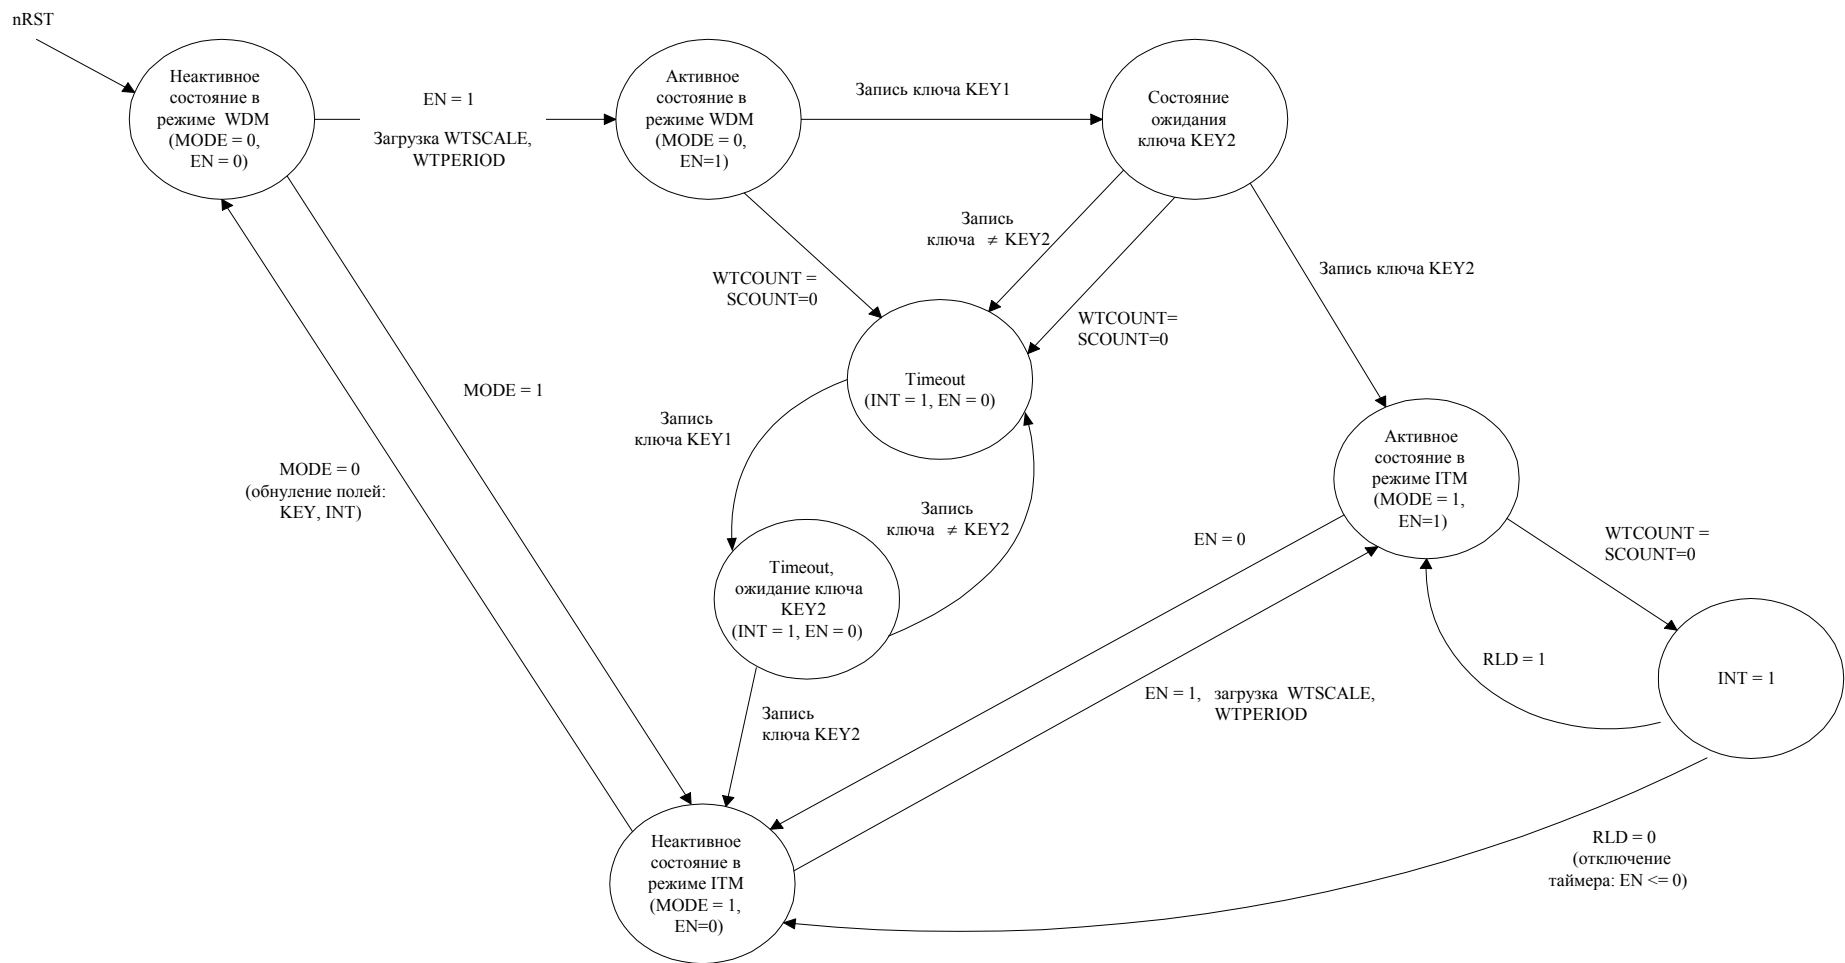 nRST
Неактивное
состояние в
режиме WDM
(MODE = 0,
EN = 0)
EN = 1
Загрузка WTSCALE,
WTPERIOD
Активное
состояние в
режиме WDM
(MODE = 0,
EN=1)
Запись ключа KEY1
Состояние
ожидания
ключа KEY2
Запись
ключа ≠ KEY2
WTCOUNT =
SCOUNT=0
Запись ключа KEY2
WTCOUNT=
SCOUNT=0
Timeout
(INT = 1, EN = 0)
MODE = 1
Запись
ключа KEY1
MODE = 0
(обнуление полей:
KEY, INT)
Запись
ключа ≠ KEY2
Активное
состояние в
режиме ITM
(MODE = 1,
EN=1)
EN = 0
WTCOUNT =
SCOUNT=0
Timeout,
ожидание ключа
KEY2
(INT = 1, EN = 0)
RLD = 1
INT = 1
EN = 1, загрузка WTSCALE,
WTPERIOD
Запись
ключа KEY2
Неактивное
состояние в
режиме ITM
(MODE = 1,
EN=0)
RLD = 0
(отключение
таймера: EN <= 0)